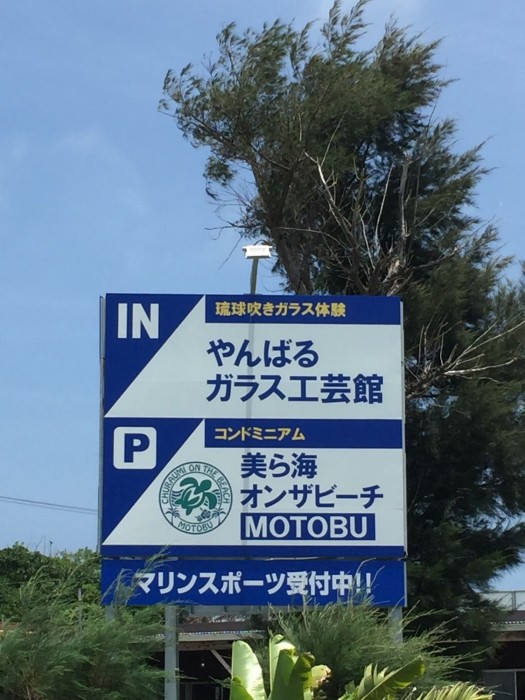 IN
琉球吹きガラス体験
やんばる
ガラス工芸館
P
コンドミニアム
美ら海
オンザビーチ
MOTOBU
CHURAUMI ON THE BEACH
MOTOBU
マリンスポーツ受付中!!